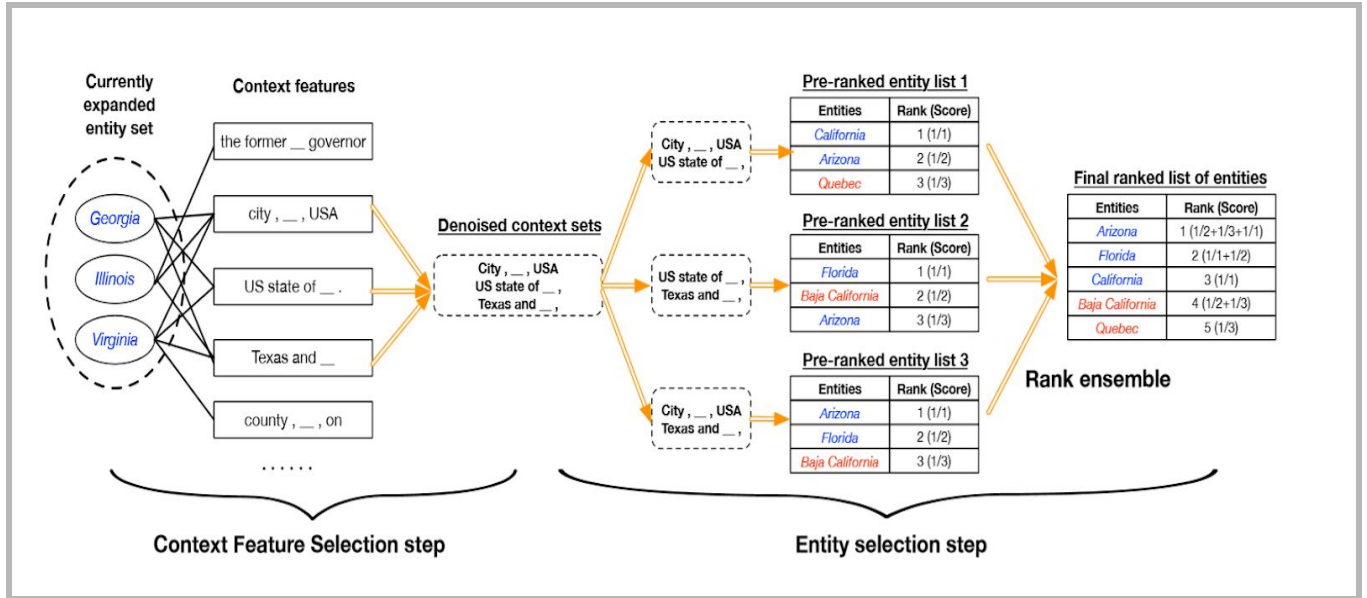 Currently
expanded
entity set
Georgia
Illinois
Virginia
Context features
the former __ governor
city , __ , USA
US state of __ .
Texas and __
county , __ , on
......
Context Feature Selection step
Denoised context sets
City , __ , USA
US state of __ ,
Texas and __ ,
City , __ , USA
US state of __ ,
US state of __ ,
Texas and __ ,
City , __ , USA
Texas and __ ,
Pre-ranked entity list 1
Entities Rank (Score)
California 1 (1/1)
Arizona 2 (1/2)
Quebec 3 (1/3)
Pre-ranked entity list 2
Entities Rank (Score)
Florida 1 (1/1)
Baja California 2 (1/2)
Arizona 3 (1/3)
Pre-ranked entity list 3
Entities Rank (Score)
Arizona 1 (1/1)
Florida 2 (1/2)
Baja California 3 (1/3)
Entity selection step
Final ranked list of entities
Entities Rank (Score)
Arizona 1 (1/2+1/3+1/1)
Florida 2 (1/1+1/2)
California 3 (1/1)
Baja California 4 (1/2+1/3)
Quebec 5 (1/3)
Rank ensemble